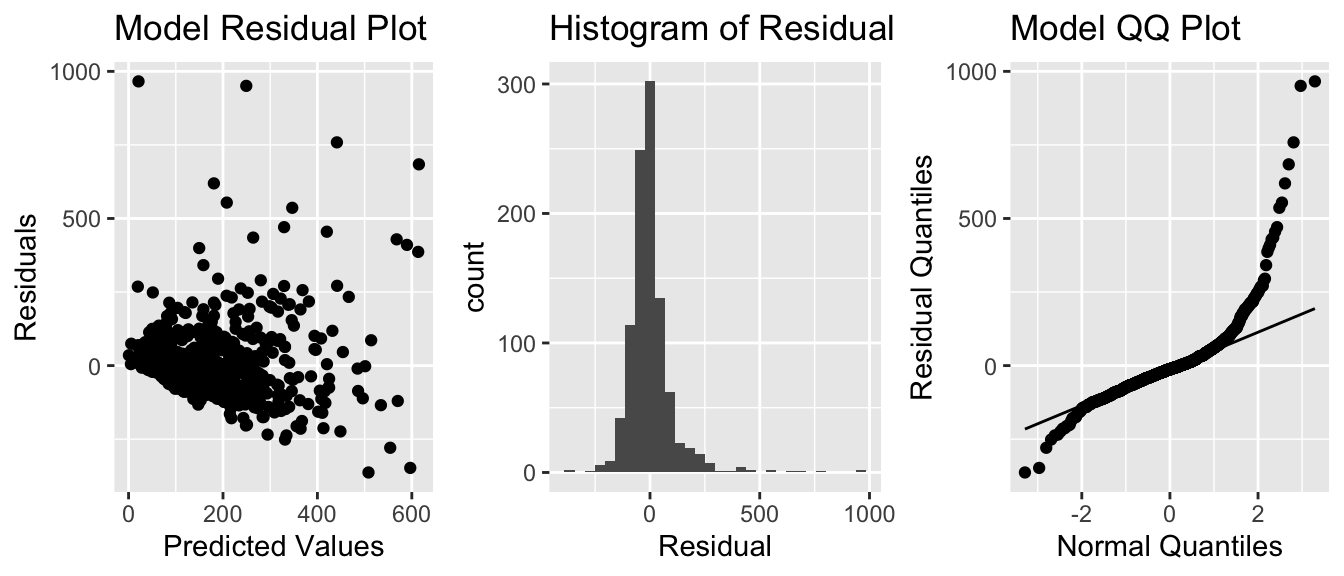 Model Residual Plot
1000
500
0
Residuals
0 200 400 600
Predicted Values
Histogram of Residual
300
200
100
0
count
0 500 1000
Residual
Model QQ Plot
1000
500
0
Residual Quantiles
-2 0 2
Normal Quantiles